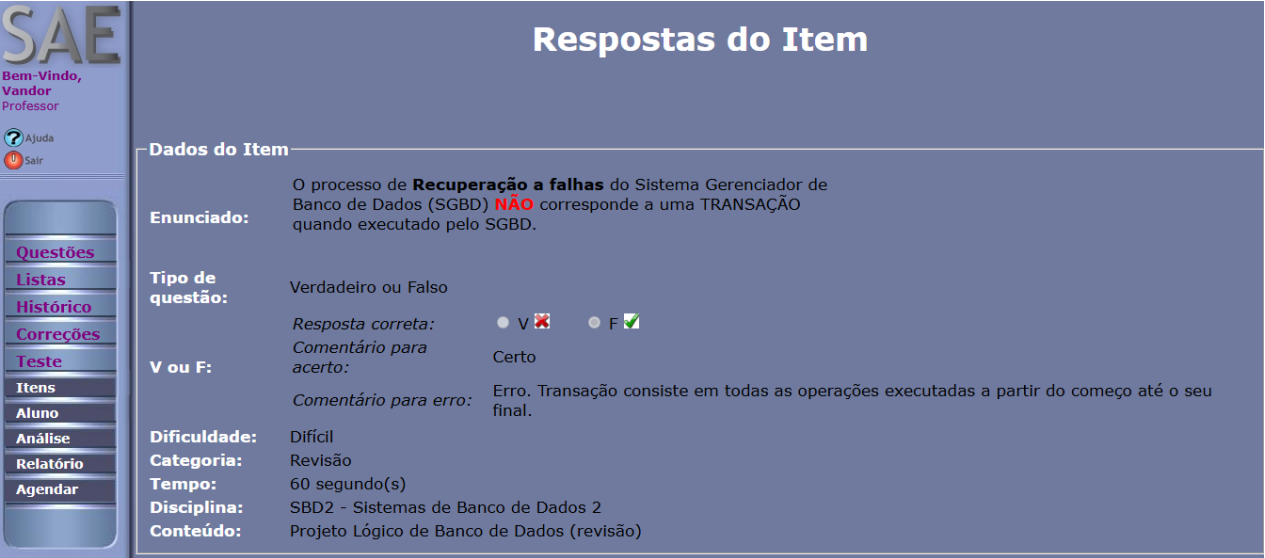 SAE
Bem-Vindo,
Vandor
Professor
Ajuda
Sair
Questões
Listas
Histórico
Correções
Teste
Itens
Aluno
Análise
Relatório
Agendar
Respostas do Item
Dados do Item
Enunciado:
O processo de Recuperação a falhas do Sistema Gerenciador de
Banco de Dados (SGBD) NÃO corresponde a uma TRANSAÇÃO
quando executado pelo SGBD.
Tipo de
questão:
Verdadeiro ou Falso
V ou F:
Resposta correta: V F
Comentário para
acerto:
Certo
Comentário para erro:
Erro. Transação consiste em todas as operações executadas a partir do começo até o seu
final.
Dificuldade: Difícil
Categoria: Revisão
Tempo: 60 segundo(s)
Disciplina: SBD2 - Sistemas de Banco de Dados 2
Conteúdo: Projeto Lógico de Banco de Dados (revisão)